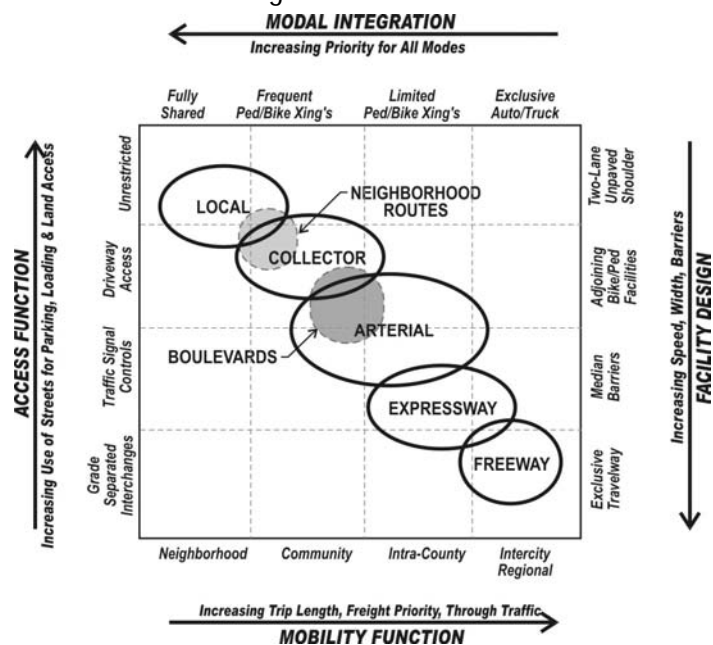 MODAL INTEGRATION
Increasing Priority for All Modes
Fully
Shared
Frequent
Ped/Bike Xing's
Limited
Ped/Bike Xing's
Exclusive
Auto/Truck
ACCESS FUNCTION
Increasing Use of Streets for Parking, Loading & Land Access
Unrestricted
Driveway
Access
Traffic Signal
Controls
Grade
Separated
Interchanges
LOCAL
NEIGHBORHOOD
ROUTES
COLLECTOR
BOULEVARDS
ARTERIAL
EXPRESSWAY
FREEWAY
Two-Lane
Unpaved
Shoulder
Adjoining
Bike/Ped
Facilities
Median
Barriers
Exclusive
Travelway
Increasing Speed, Width, Barriers
FACILITY DESIGN
Neighborhood
Community
Intra-County
Intercity
Regional
Increasing Trip Length, Freight Priority, Through Traffic
MOBILITY FUNCTION